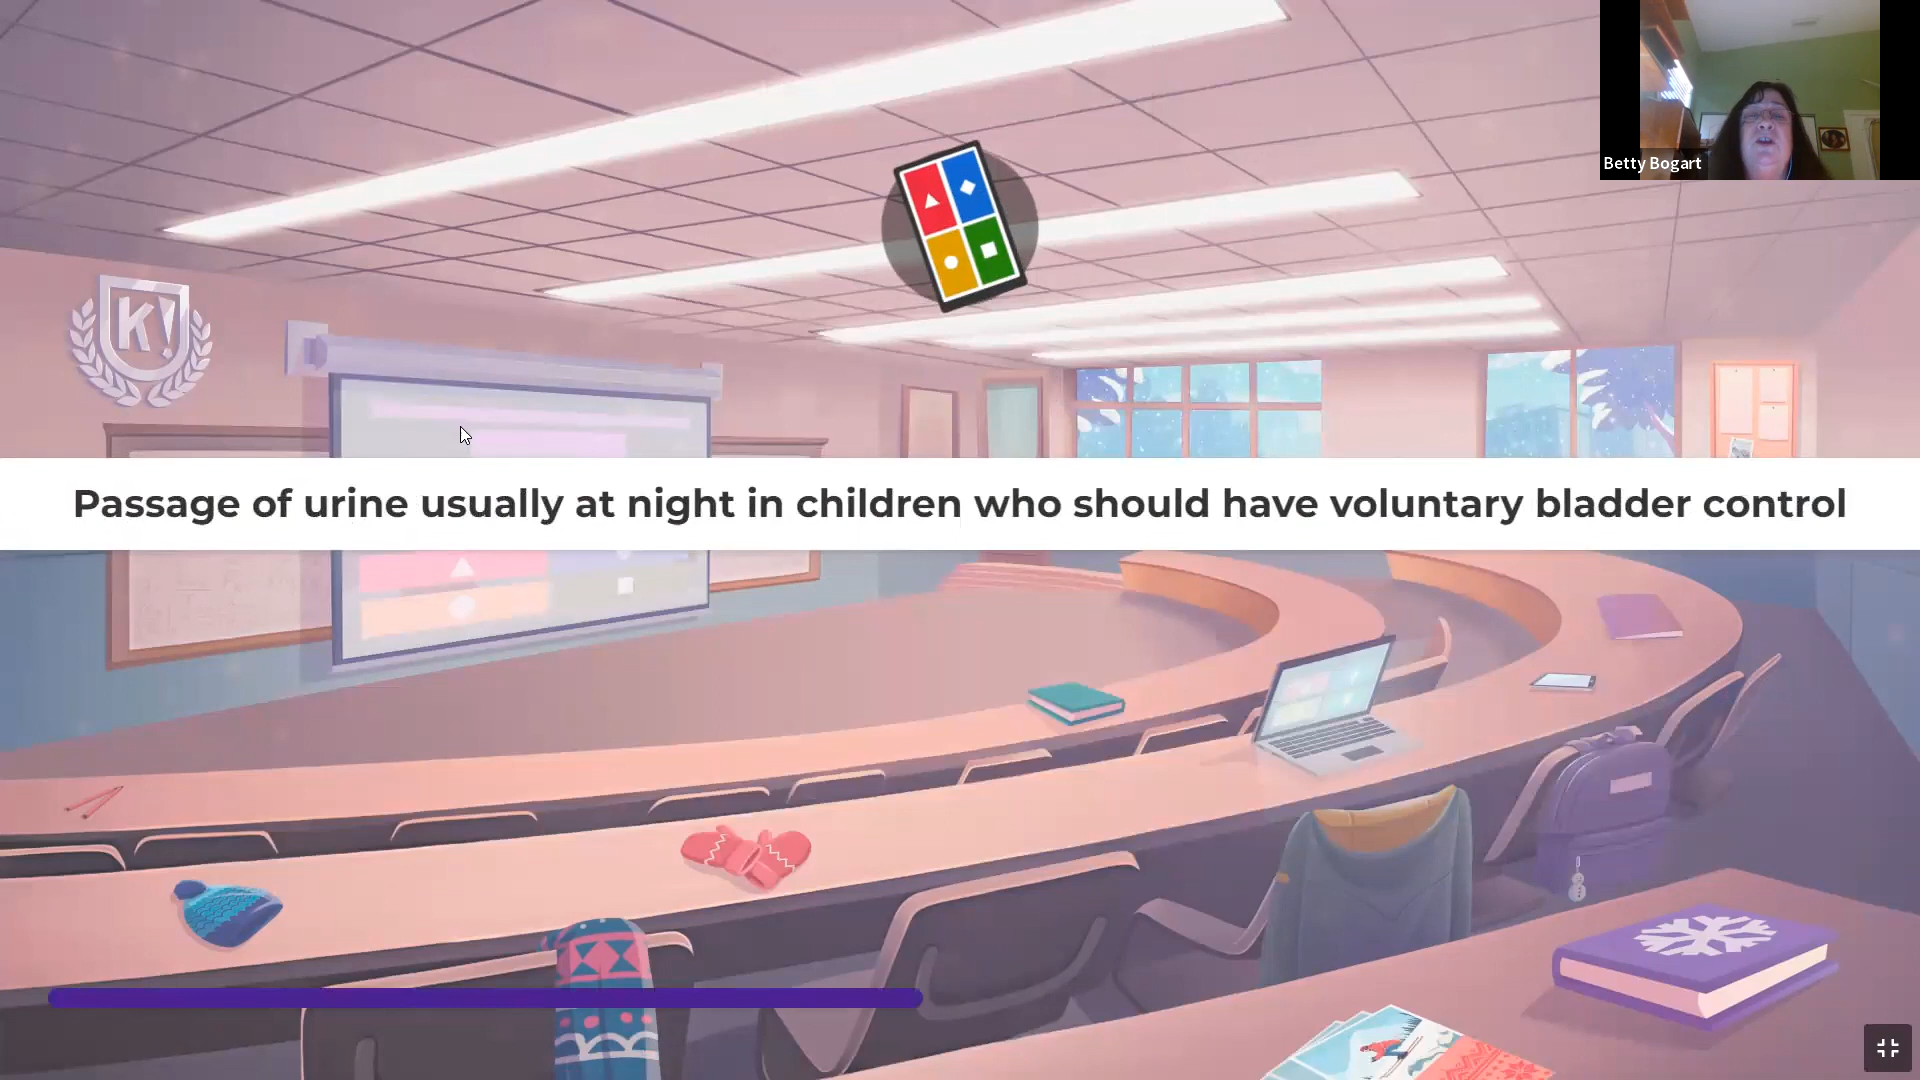 Betty Bogart
K!
Passage of urine usually at night in children who should have voluntary bladder control